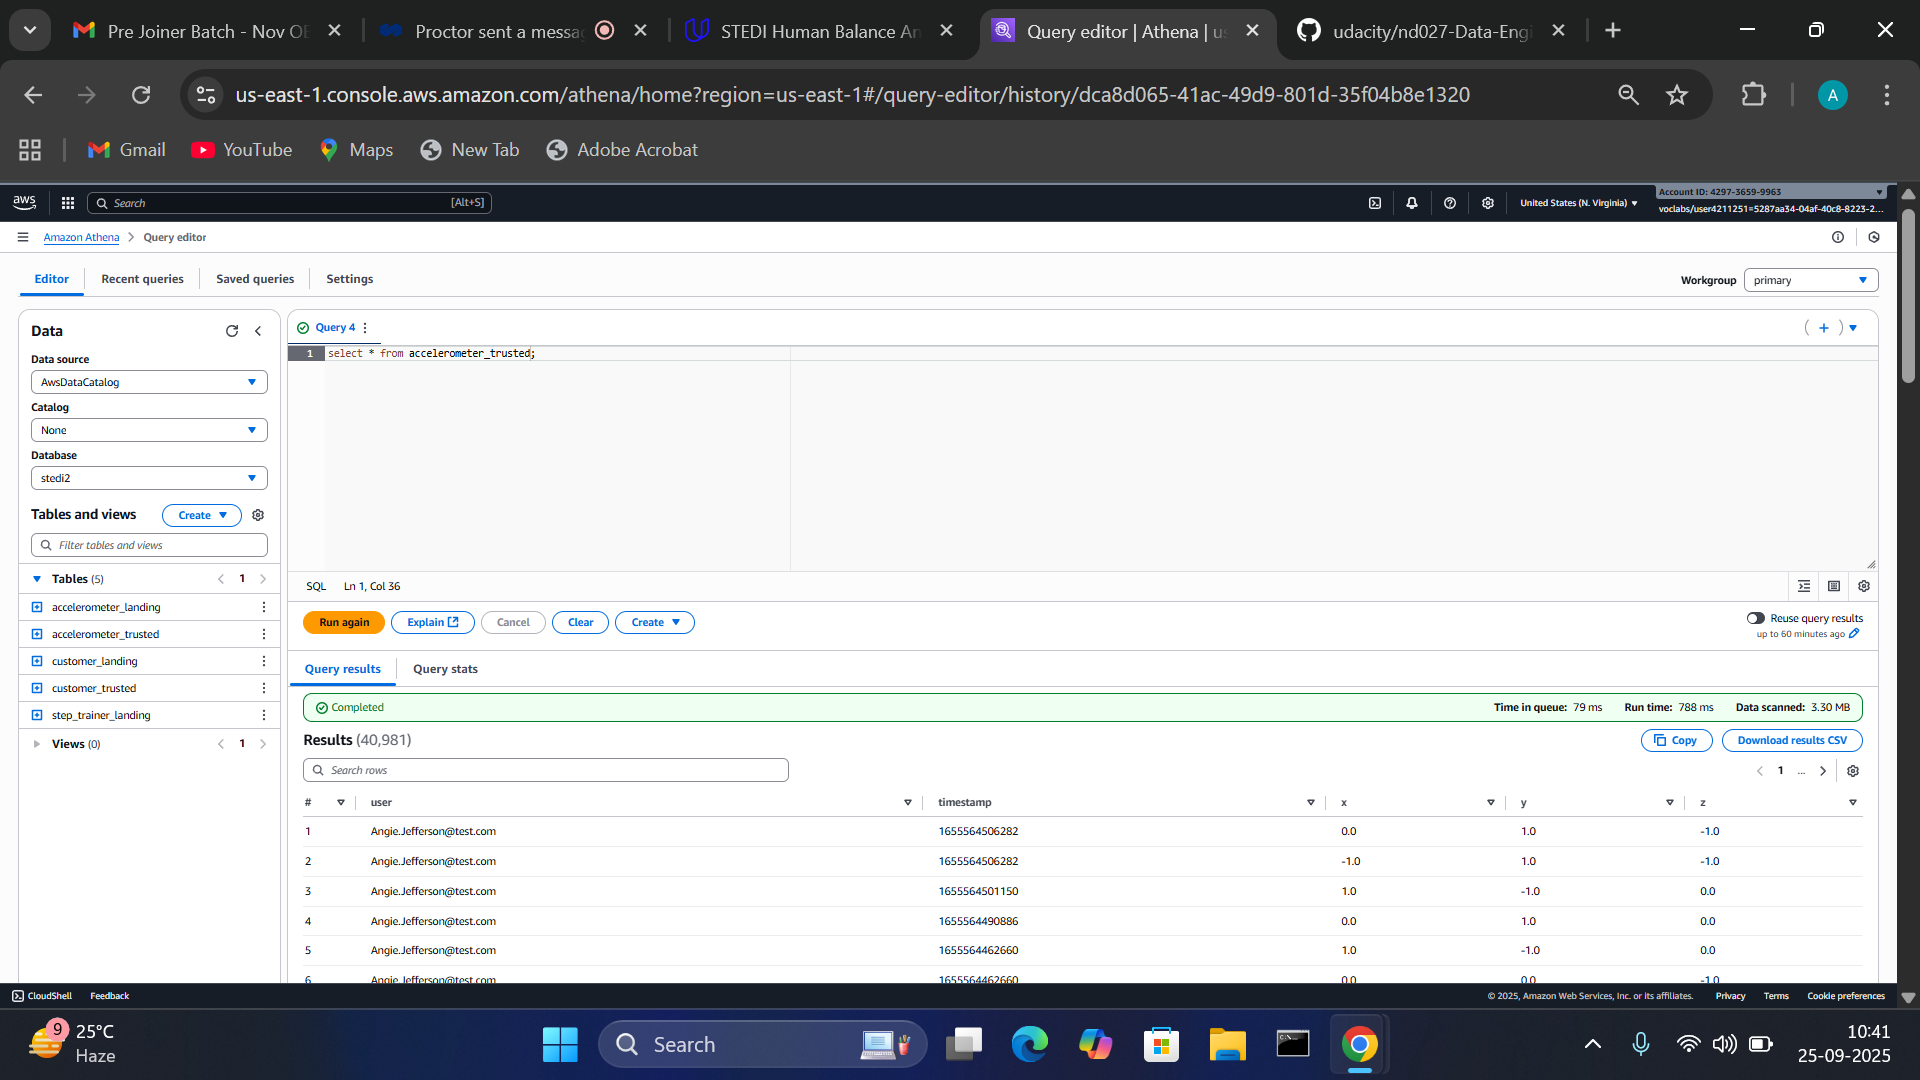 Pre Joiner Batch - Nov OB
Proctor sent a messag
STEDI Human Balance An
Query editor | Athena | us
udacity/nd027-Data-Engi
us-east-1.console.aws.amazon.com/athena/home?region=us-east-1#/query-editor/history/dca8d065-41ac-49d9-801d-35f04b8e1320
A
Gmail
YouTube
Maps
New Tab
Adobe Acrobat
aws
Search
[Alt+S]
United States (N. Virginia)
Account ID: 4297-3659-9963
voclabs/user4211251=5287aa34-04af-40c8-8223-2...
Amazon Athena
Query editor
Editor
Recent queries
Saved queries
Settings
Workgroup
primary
Data
Data source
AwsDataCatalog
Catalog
None
Database
stedi2
Tables and views
Create
Filter tables and views
Tables (5)
1
accelerometer_landing
accelerometer_trusted
customer_landing
customer_trusted
step_trainer_landing
Views (0)
1
Query 4
1 select * from accelerometer_trusted;
SQL
Ln 1, Col 36
Run again
Explain
Cancel
Clear
Create
Reuse query results
up to 60 minutes ago
Query results
Query stats
Completed
Time in queue: 79 ms
Run time: 788 ms
Data scanned: 3.30 MB
Results (40,981)
Copy
Download results CSV
Search rows
1 ...
# user timestamp x y z
1 Angie.Jefferson@test.com 1655564506282 0.0 1.0 -1.0
2 Angie.Jefferson@test.com 1655564506282 -1.0 1.0 -1.0
3 Angie.Jefferson@test.com 1655564501150 1.0 -1.0 0.0
4 Angie.Jefferson@test.com 1655564490886 0.0 1.0 0.0
5 Angie.Jefferson@test.com 1655564462660 1.0 -1.0 0.0
6 Angie.Jefferson@test.com 1655564462660 0.0 0.0 -1.0
CloudShell
Feedback
© 2025, Amazon Web Services, Inc. or its affiliates.
Privacy
Terms
Cookie preferences
9
25°C
Haze
Search
10:41
25-09-2025